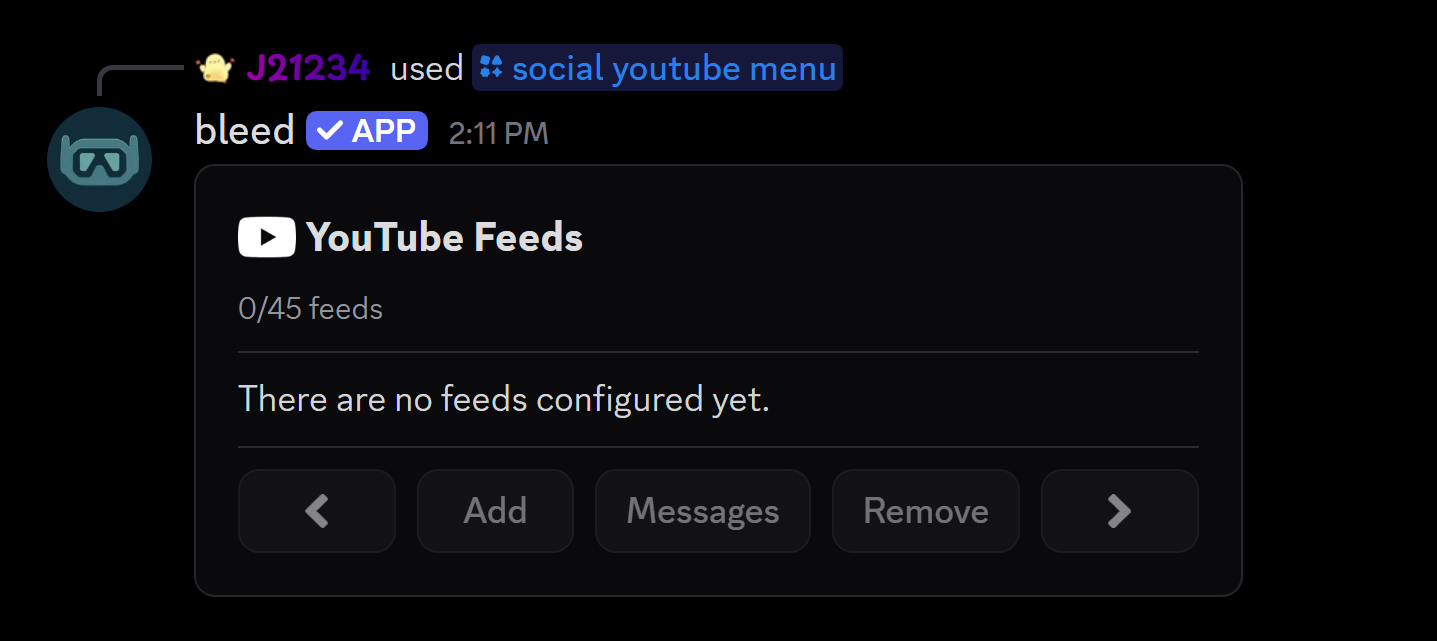 J21234 used social youtube menu
bleed APP 2:11 PM
YouTube Feeds
0/45 feeds
There are no feeds configured yet.
Add Messages Remove